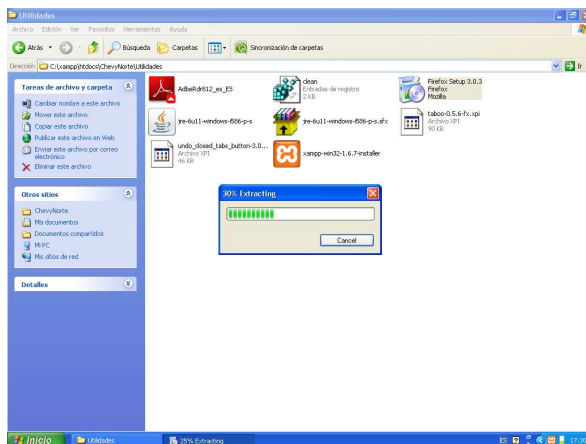 Utilidades
Archivo Edición Ver Favoritos Herramientas Ayuda
Atrás Búsqueda Carpetas Sincronización de carpetas
Dirección C:\xampp\htdocs\ChevyNorte\Utilidades Ir
Tareas de archivo y carpeta
Cambiar nombre a este archivo
Mover este archivo
Copiar este archivo
Publicar este archivo en Web
Enviar este archivo por correo
electrónico
Eliminar este archivo
Otros sitios
ChevyNorte
Mis documentos
Documentos compartidos
Mi PC
Mis sitios de red
Detalles
AdbeRdr812_es_ES
clean
Entradas de registro
2 KB
Firefox Setup 3.0.3
Firefox
Mozilla
jre-6u11-windows-i586-p-s
jre-6u11-windows-i586-p-s.sfx
taboo-0.5.6-fx.xpi
Archivo XPI
90 KB
undo_closed_tabs_button-3.0...
Archivo XPI
46 KB
xampp-win32-1.6.7-installer
30% Extracting
Cancel
Inicio Utilidades 25% Extracting ES 17:30